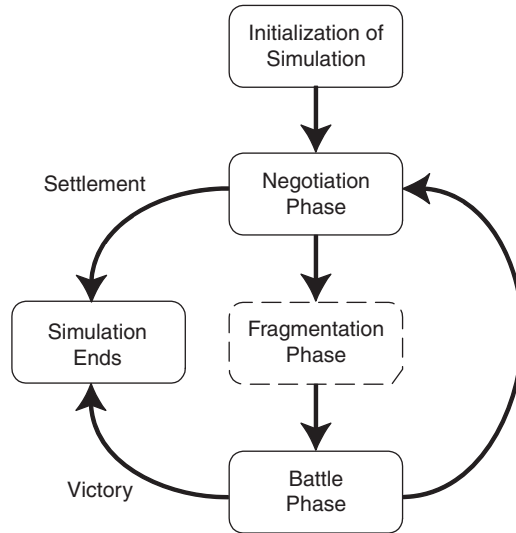 Initialization of
Simulation
Settlement
Negotiation
Phase
Simulation
Ends
Fragmentation
Phase
Victory
Battle
Phase